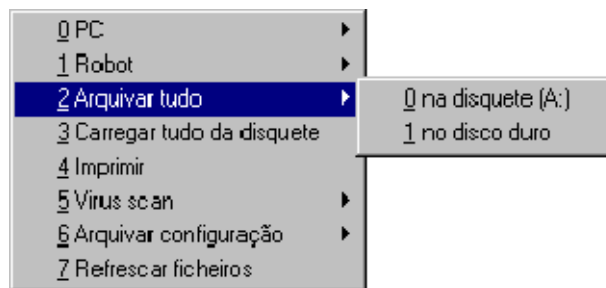 0 PC
1 Robot
2 Arquivar tudo
0 na disquete (A:)
1 no disco duro
3 Carregar tudo da disquete
4 Imprimir
5 Virus scan
6 Arquivar configuração
7 Refrescar ficheiros